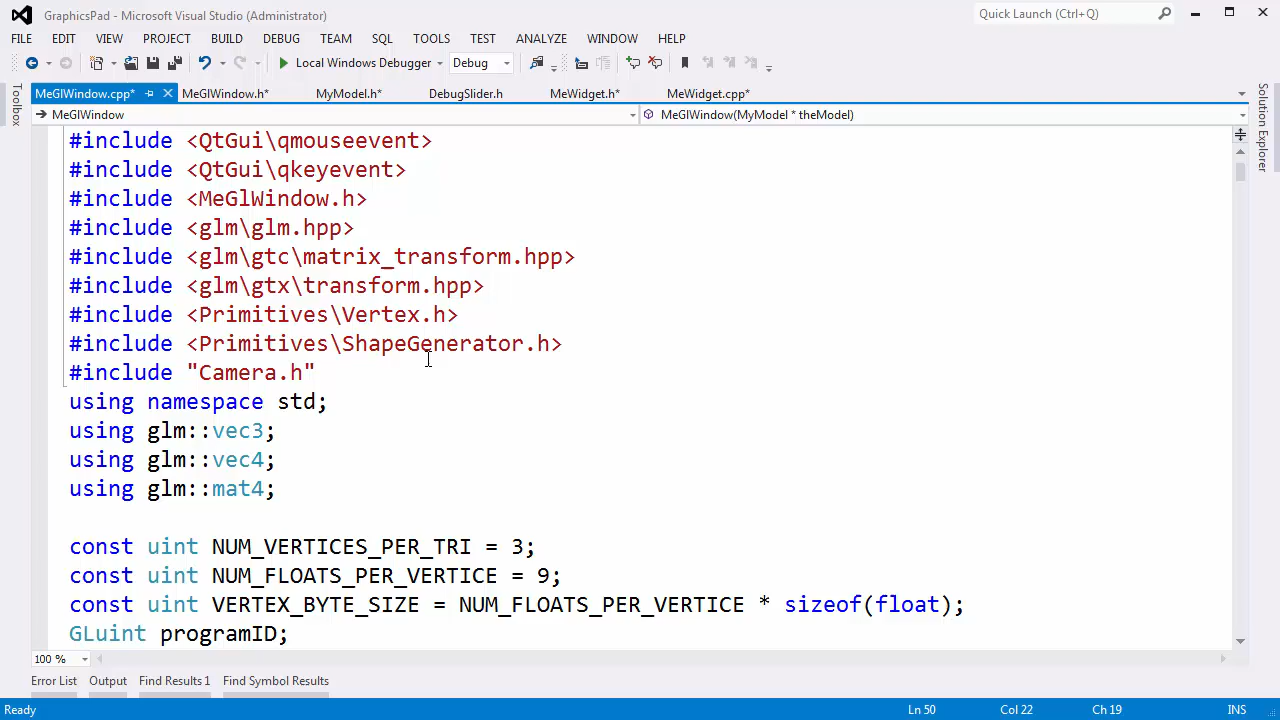 GraphicsPad - Microsoft Visual Studio (Administrator)
Quick Launch (Ctrl+Q)
FILE EDIT VIEW PROJECT BUILD DEBUG TEAM SQL TOOLS TEST ANALYZE WINDOW HELP
Local Windows Debugger Debug
MeGlWindow.cpp* MeGlWindow.h* MyModel.h* DebugSlider.h MeWidget.h* MeWidget.cpp*
Toolbox
Solution Explorer
MeGlWindow MeGlWindow(MyModel * theModel)
#include <QtGui\qmouseevent>
#include <QtGui\qkeyevent>
#include <MeGlWindow.h>
#include <glm\glm.hpp>
#include <glm\gtc\matrix_transform.hpp>
#include <glm\gtx\transform.hpp>
#include <Primitives\Vertex.h>
#include <Primitives\ShapeGenerator.h>
#include "Camera.h"
using namespace std;
using glm::vec3;
using glm::vec4;
using glm::mat4;
const uint NUM_VERTICES_PER_TRI = 3;
const uint NUM_FLOATS_PER_VERTICE = 9;
const uint VERTEX_BYTE_SIZE = NUM_FLOATS_PER_VERTICE * sizeof(float);
GLuint programID;
100 %
Error List Output Find Results 1 Find Symbol Results
Ready Ln 50 Col 22 Ch 19 INS